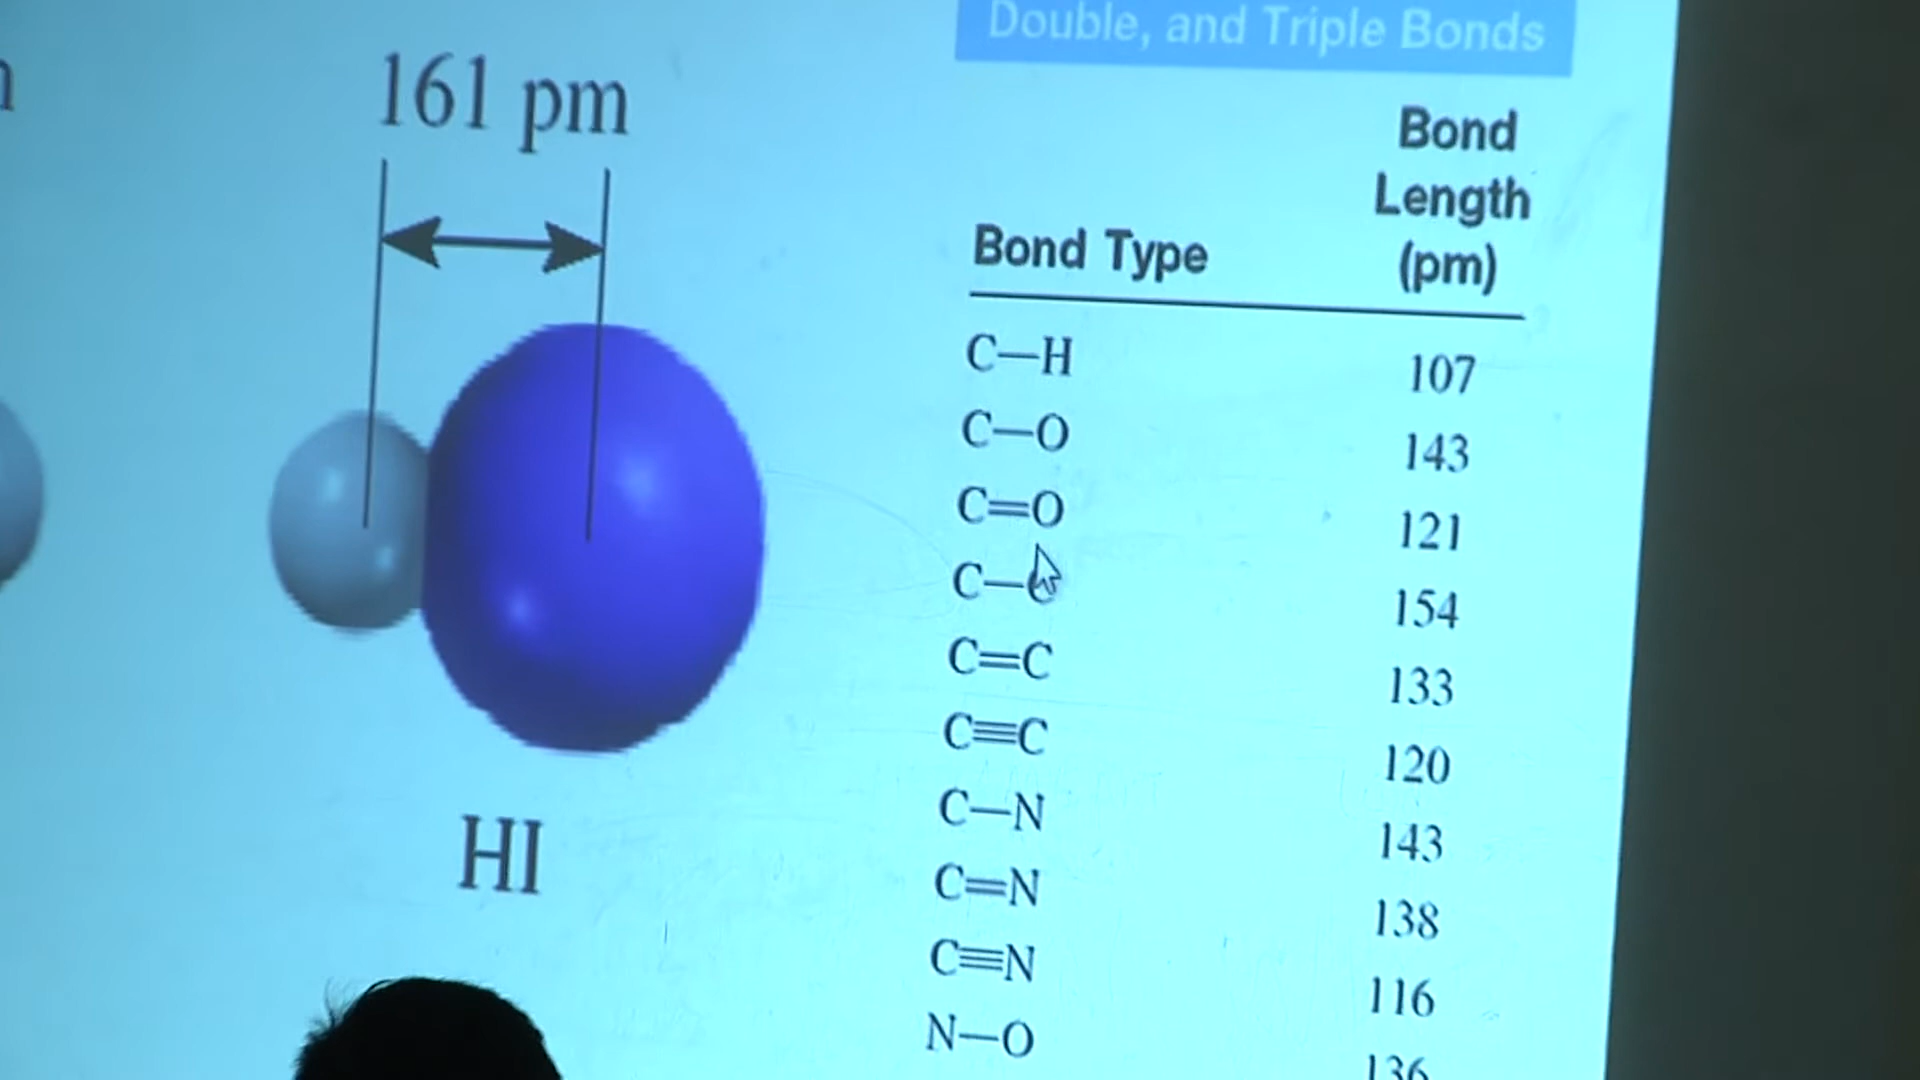 161 pm
HI
Double, and Triple Bonds
Bond
Length
Bond Type (pm)
C—H 107
C—O 143
C=O 121
C—C 154
C=C 133
C≡C 120
C—N 143
C=N 138
C≡N 116
N—O 136